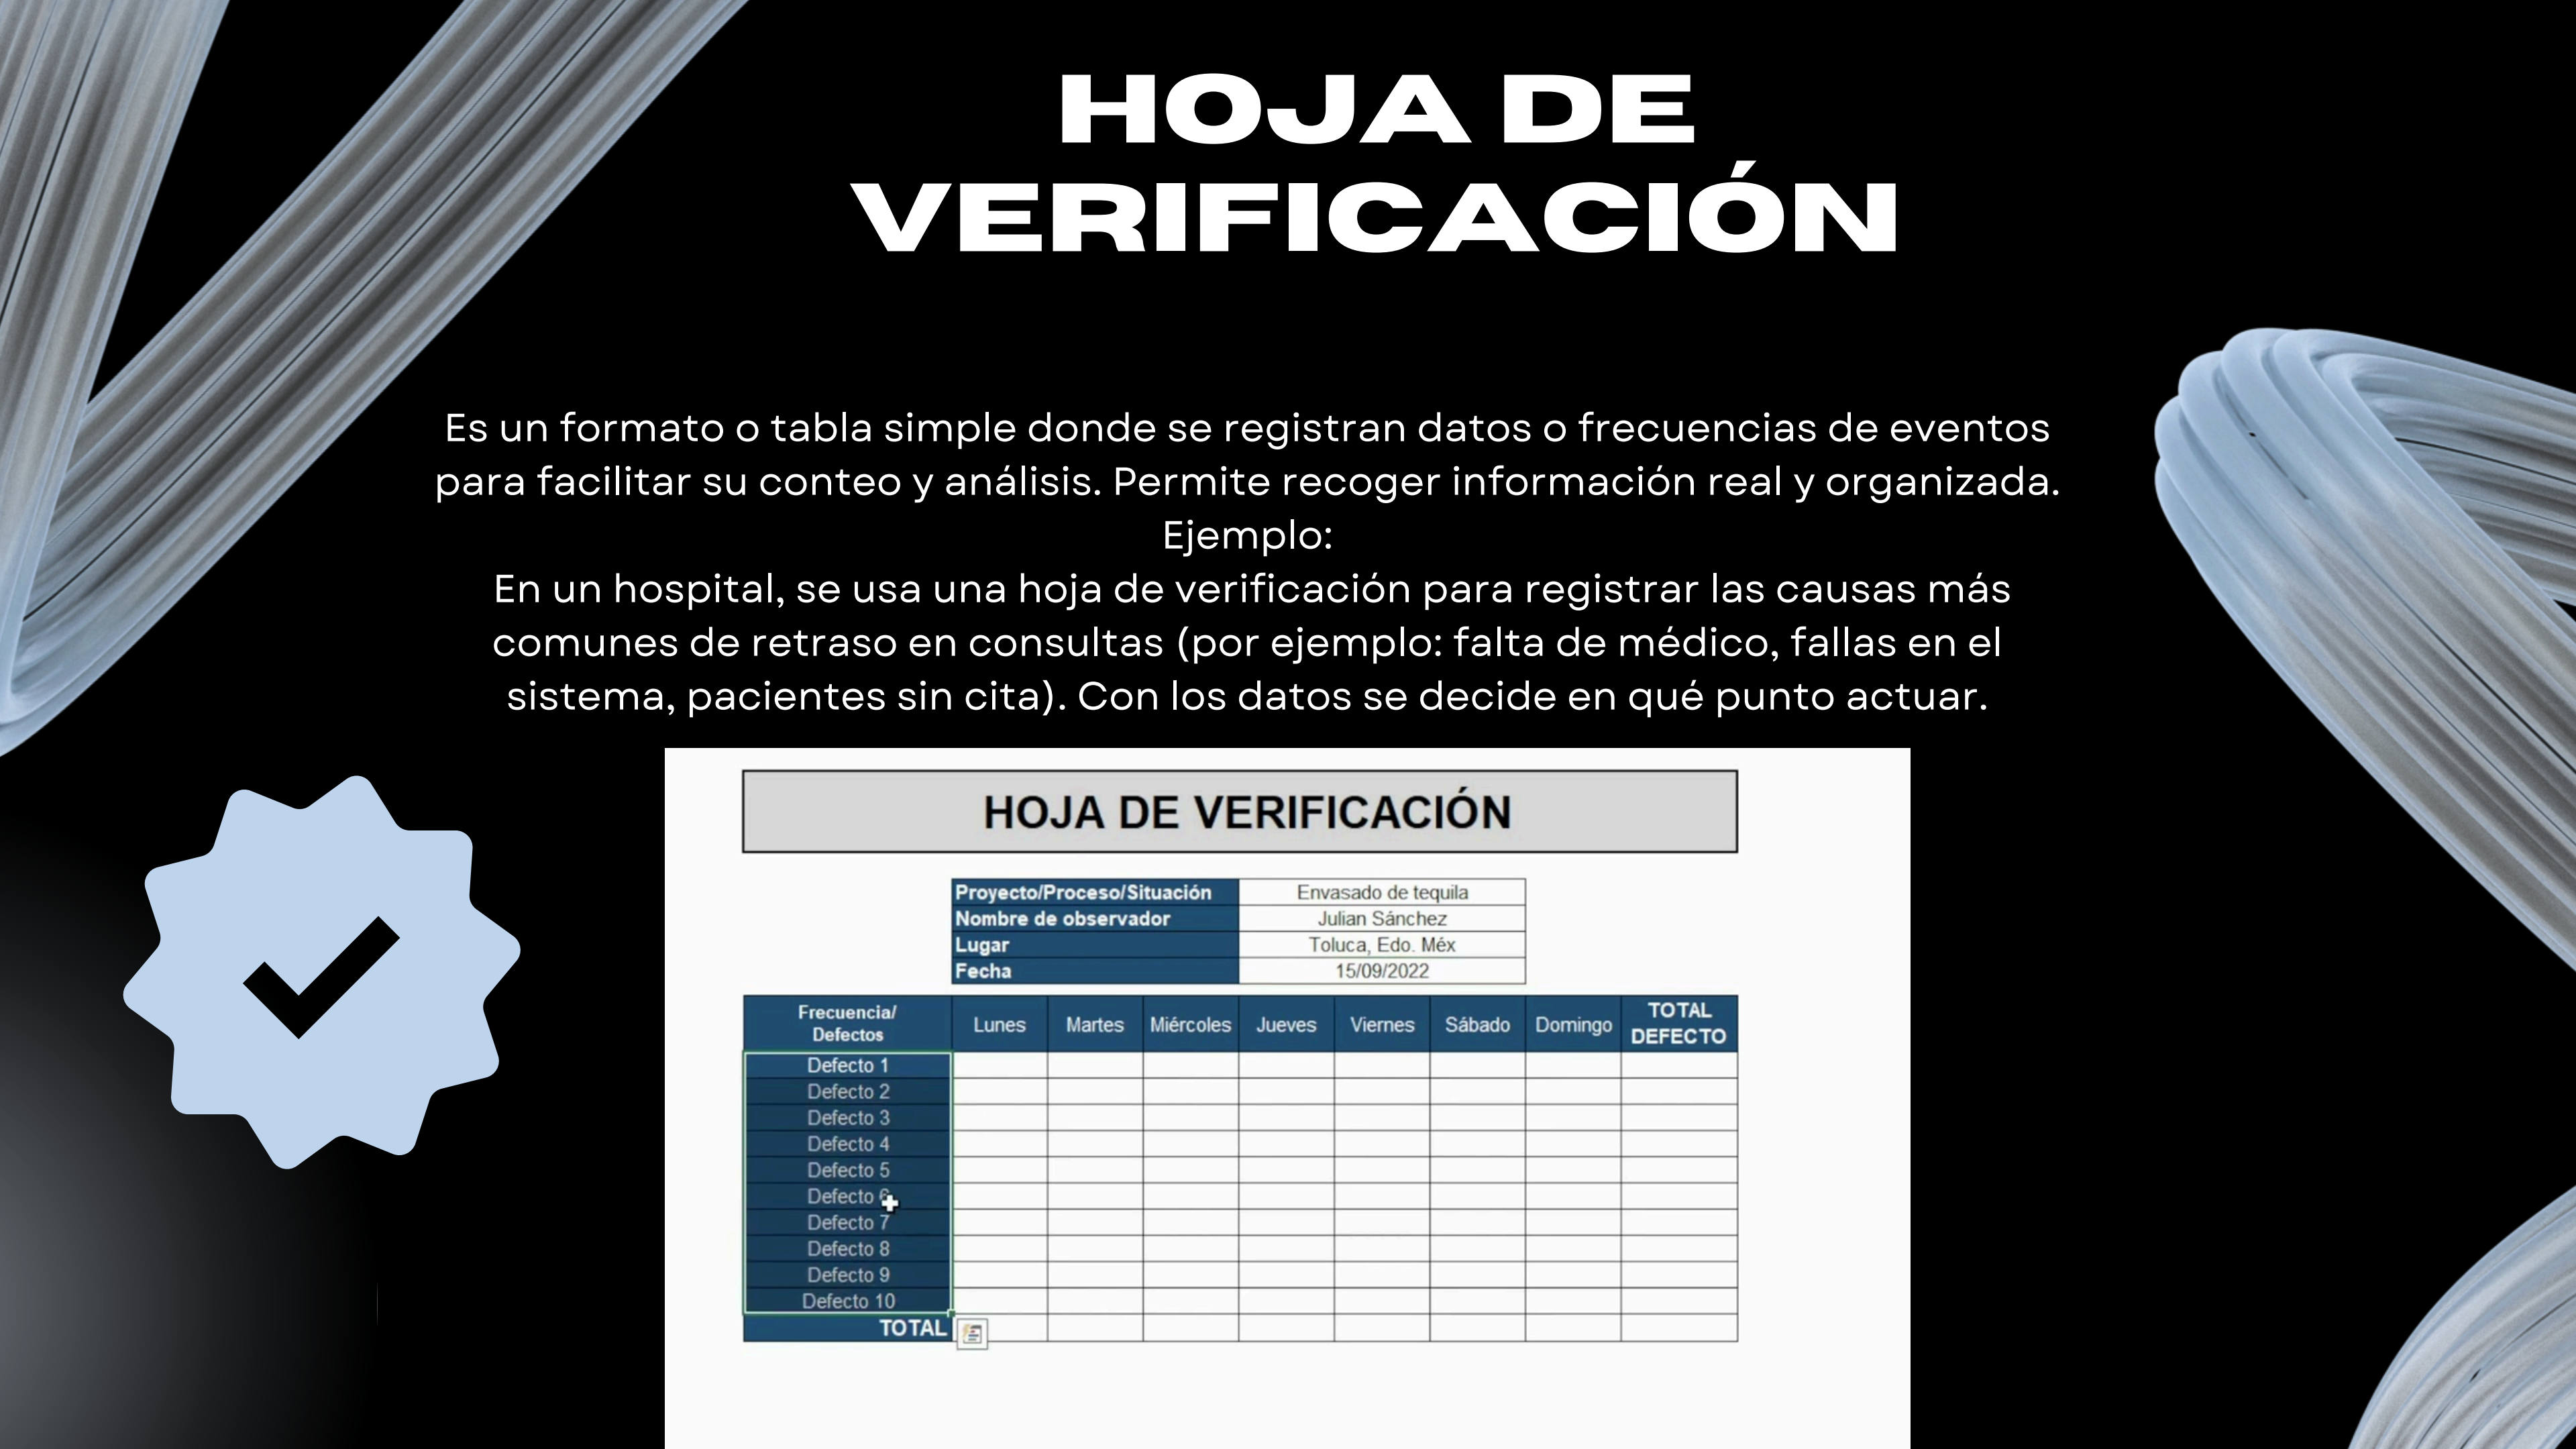 HOJA DE
VERIFICACIÓN
Es un formato o tabla simple donde se registran datos o frecuencias de eventos
para facilitar su conteo y análisis. Permite recoger información real y organizada.
Ejemplo:
En un hospital, se usa una hoja de verificación para registrar las causas más
comunes de retraso en consultas (por ejemplo: falta de médico, fallas en el
sistema, pacientes sin cita). Con los datos se decide en qué punto actuar.
HOJA DE VERIFICACIÓN
Proyecto/Proceso/Situación Envasado de tequila
Nombre de observador Julian Sánchez
Lugar Toluca, Edo. Méx
Fecha 15/09/2022
Frecuencia/
Defectos Lunes Martes Miércoles Jueves Viernes Sábado Domingo TOTAL
DEFECTO
Defecto 1
Defecto 2
Defecto 3
Defecto 4
Defecto 5
Defecto 6
Defecto 7
Defecto 8
Defecto 9
Defecto 10
TOTAL